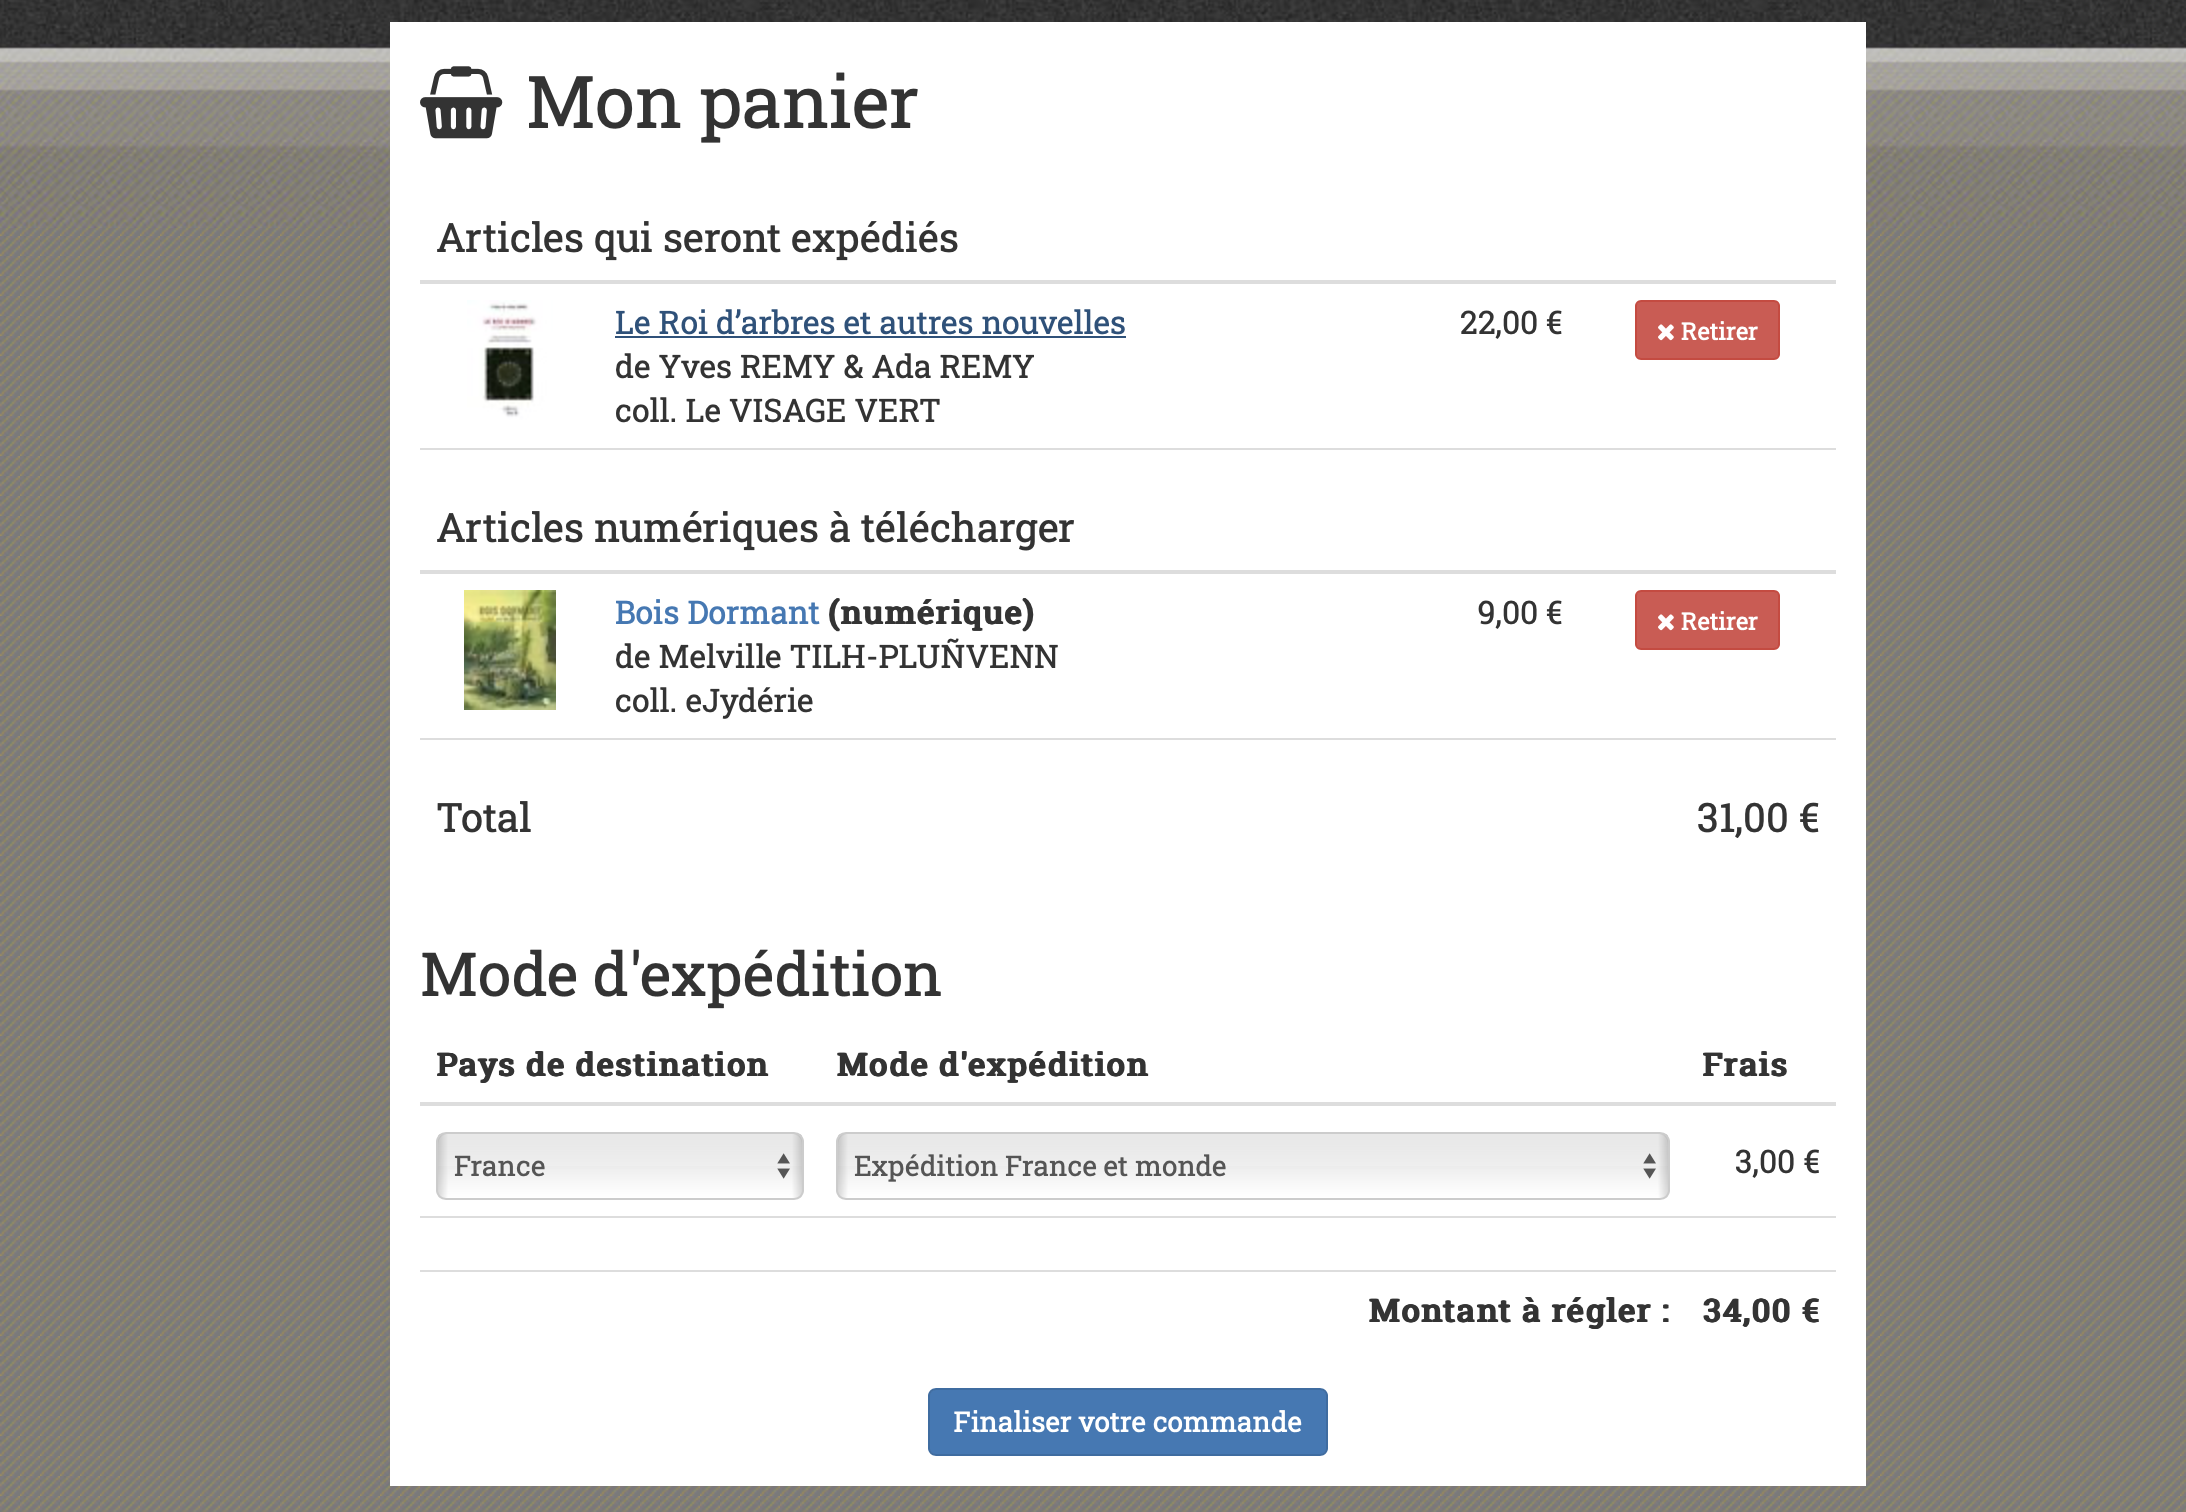 Mon panier
Articles qui seront expédiés
Le Roi d’arbres et autres nouvelles 22,00 € Retirer
de Yves REMY & Ada REMY
coll. Le VISAGE VERT
Articles numériques à télécharger
BOIS DORMANT
Bois Dormant (numérique) 9,00 € Retirer
de Melville TILH-PLUÑVENN
coll. eJydérie
Total 31,00 €
Mode d'expédition
Pays de destination Mode d'expédition Frais
France Expédition France et monde 3,00 €
Montant à régler : 34,00 €
Finaliser votre commande